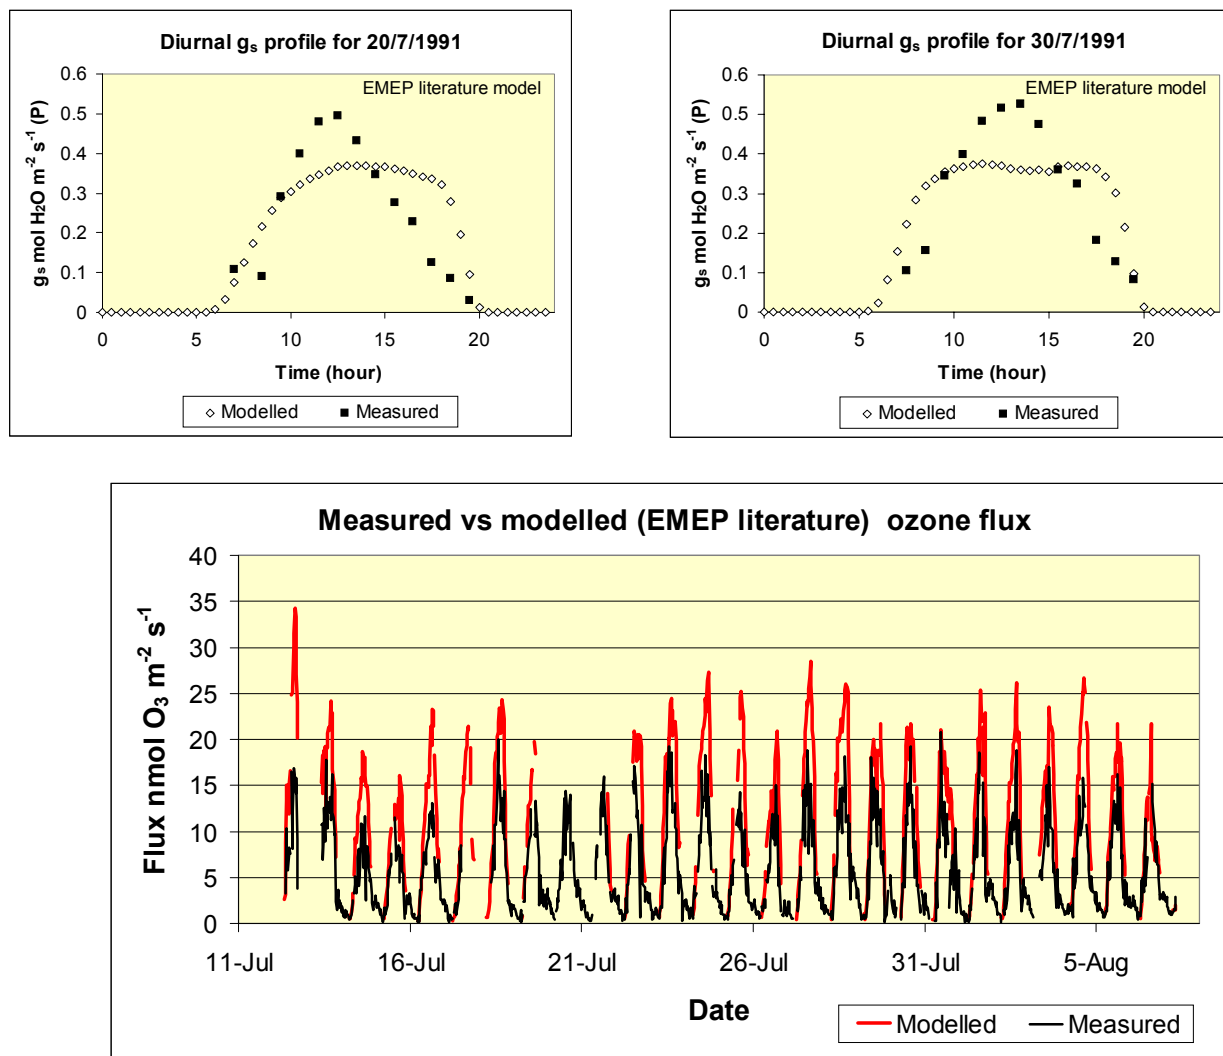 Diurnal gₛ profile for 20/7/1991
EMEP literature model
gₛ mol H₂O m⁻² s⁻¹ (P)
0.6
0.5
0.4
0.3
0.2
0.1
0
0 5 10 15 20
Time (hour)
Modelled Measured
Diurnal gₛ profile for 30/7/1991
EMEP literature model
gₛ mol H₂O m⁻² s⁻¹ (P)
0.6
0.5
0.4
0.3
0.2
0.1
0
0 5 10 15 20
Time (hour)
Modelled Measured
Measured vs modelled (EMEP literature) ozone flux
Flux nmol O₃ m⁻² s⁻¹
40
35
30
25
20
15
10
5
0
11-Jul 16-Jul 21-Jul 26-Jul 31-Jul 5-Aug
Date
Modelled Measured